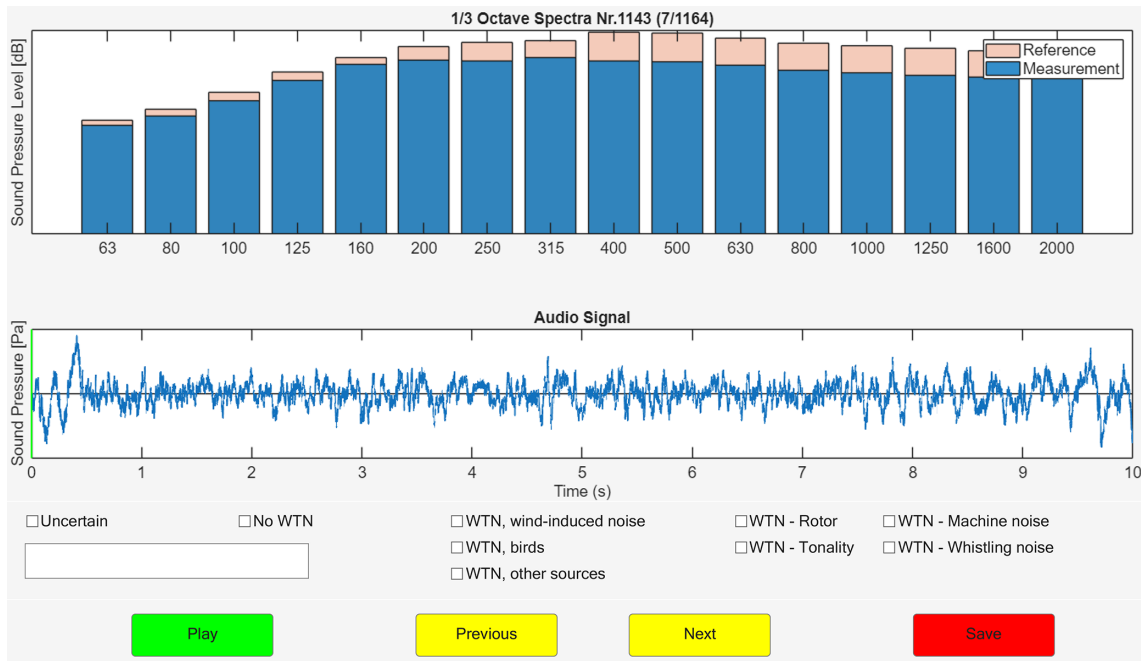 1/3 Octave Spectra Nr.1143 (7/1164)
Sound Pressure Level [dB]
Reference
Measurement
63 80 100 125 160 200 250 315 400 500 630 800 1000 1250 1600 2000
Audio Signal
Sound Pressure [Pa]
0 1 2 3 4 5 6 7 8 9 10
Time (s)
Uncertain No WTN WTN, wind-induced noise WTN - Rotor WTN - Machine noise
WTN, birds WTN - Tonality WTN - Whistling noise
WTN, other sources
Play Previous Next Save